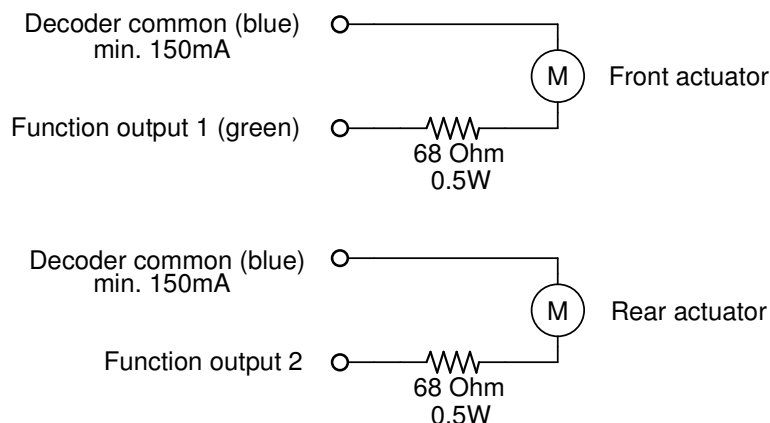 Decoder common (blue)
min. 150mA
M
Front actuator
Function output 1 (green)
68 Ohm
0.5W
Decoder common (blue)
min. 150mA
M
Rear actuator
Function output 2
68 Ohm
0.5W